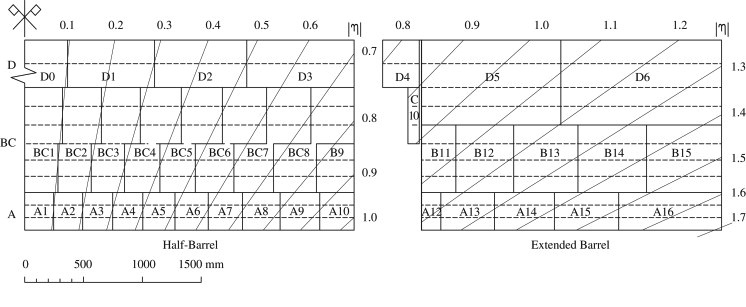 0.1 0.2 0.3 0.4 0.5 0.6 |η| 0.8 0.9 1.0 1.1 1.2 |η|
0.7
D D0 D1 D2 D3 D4 D5 D6 1.3
C
10
0.8 1.4
BC BC1 BC2 BC3 BC4 BC5 BC6 BC7 BC8 B9 B11 B12 B13 B14 B15 1.5
0.9
1.6
A A1 A2 A3 A4 A5 A6 A7 A8 A9 A10 1.0 A12 A13 A14 A15 A16 1.7
Half-Barrel Extended Barrel
0 500 1000 1500 mm